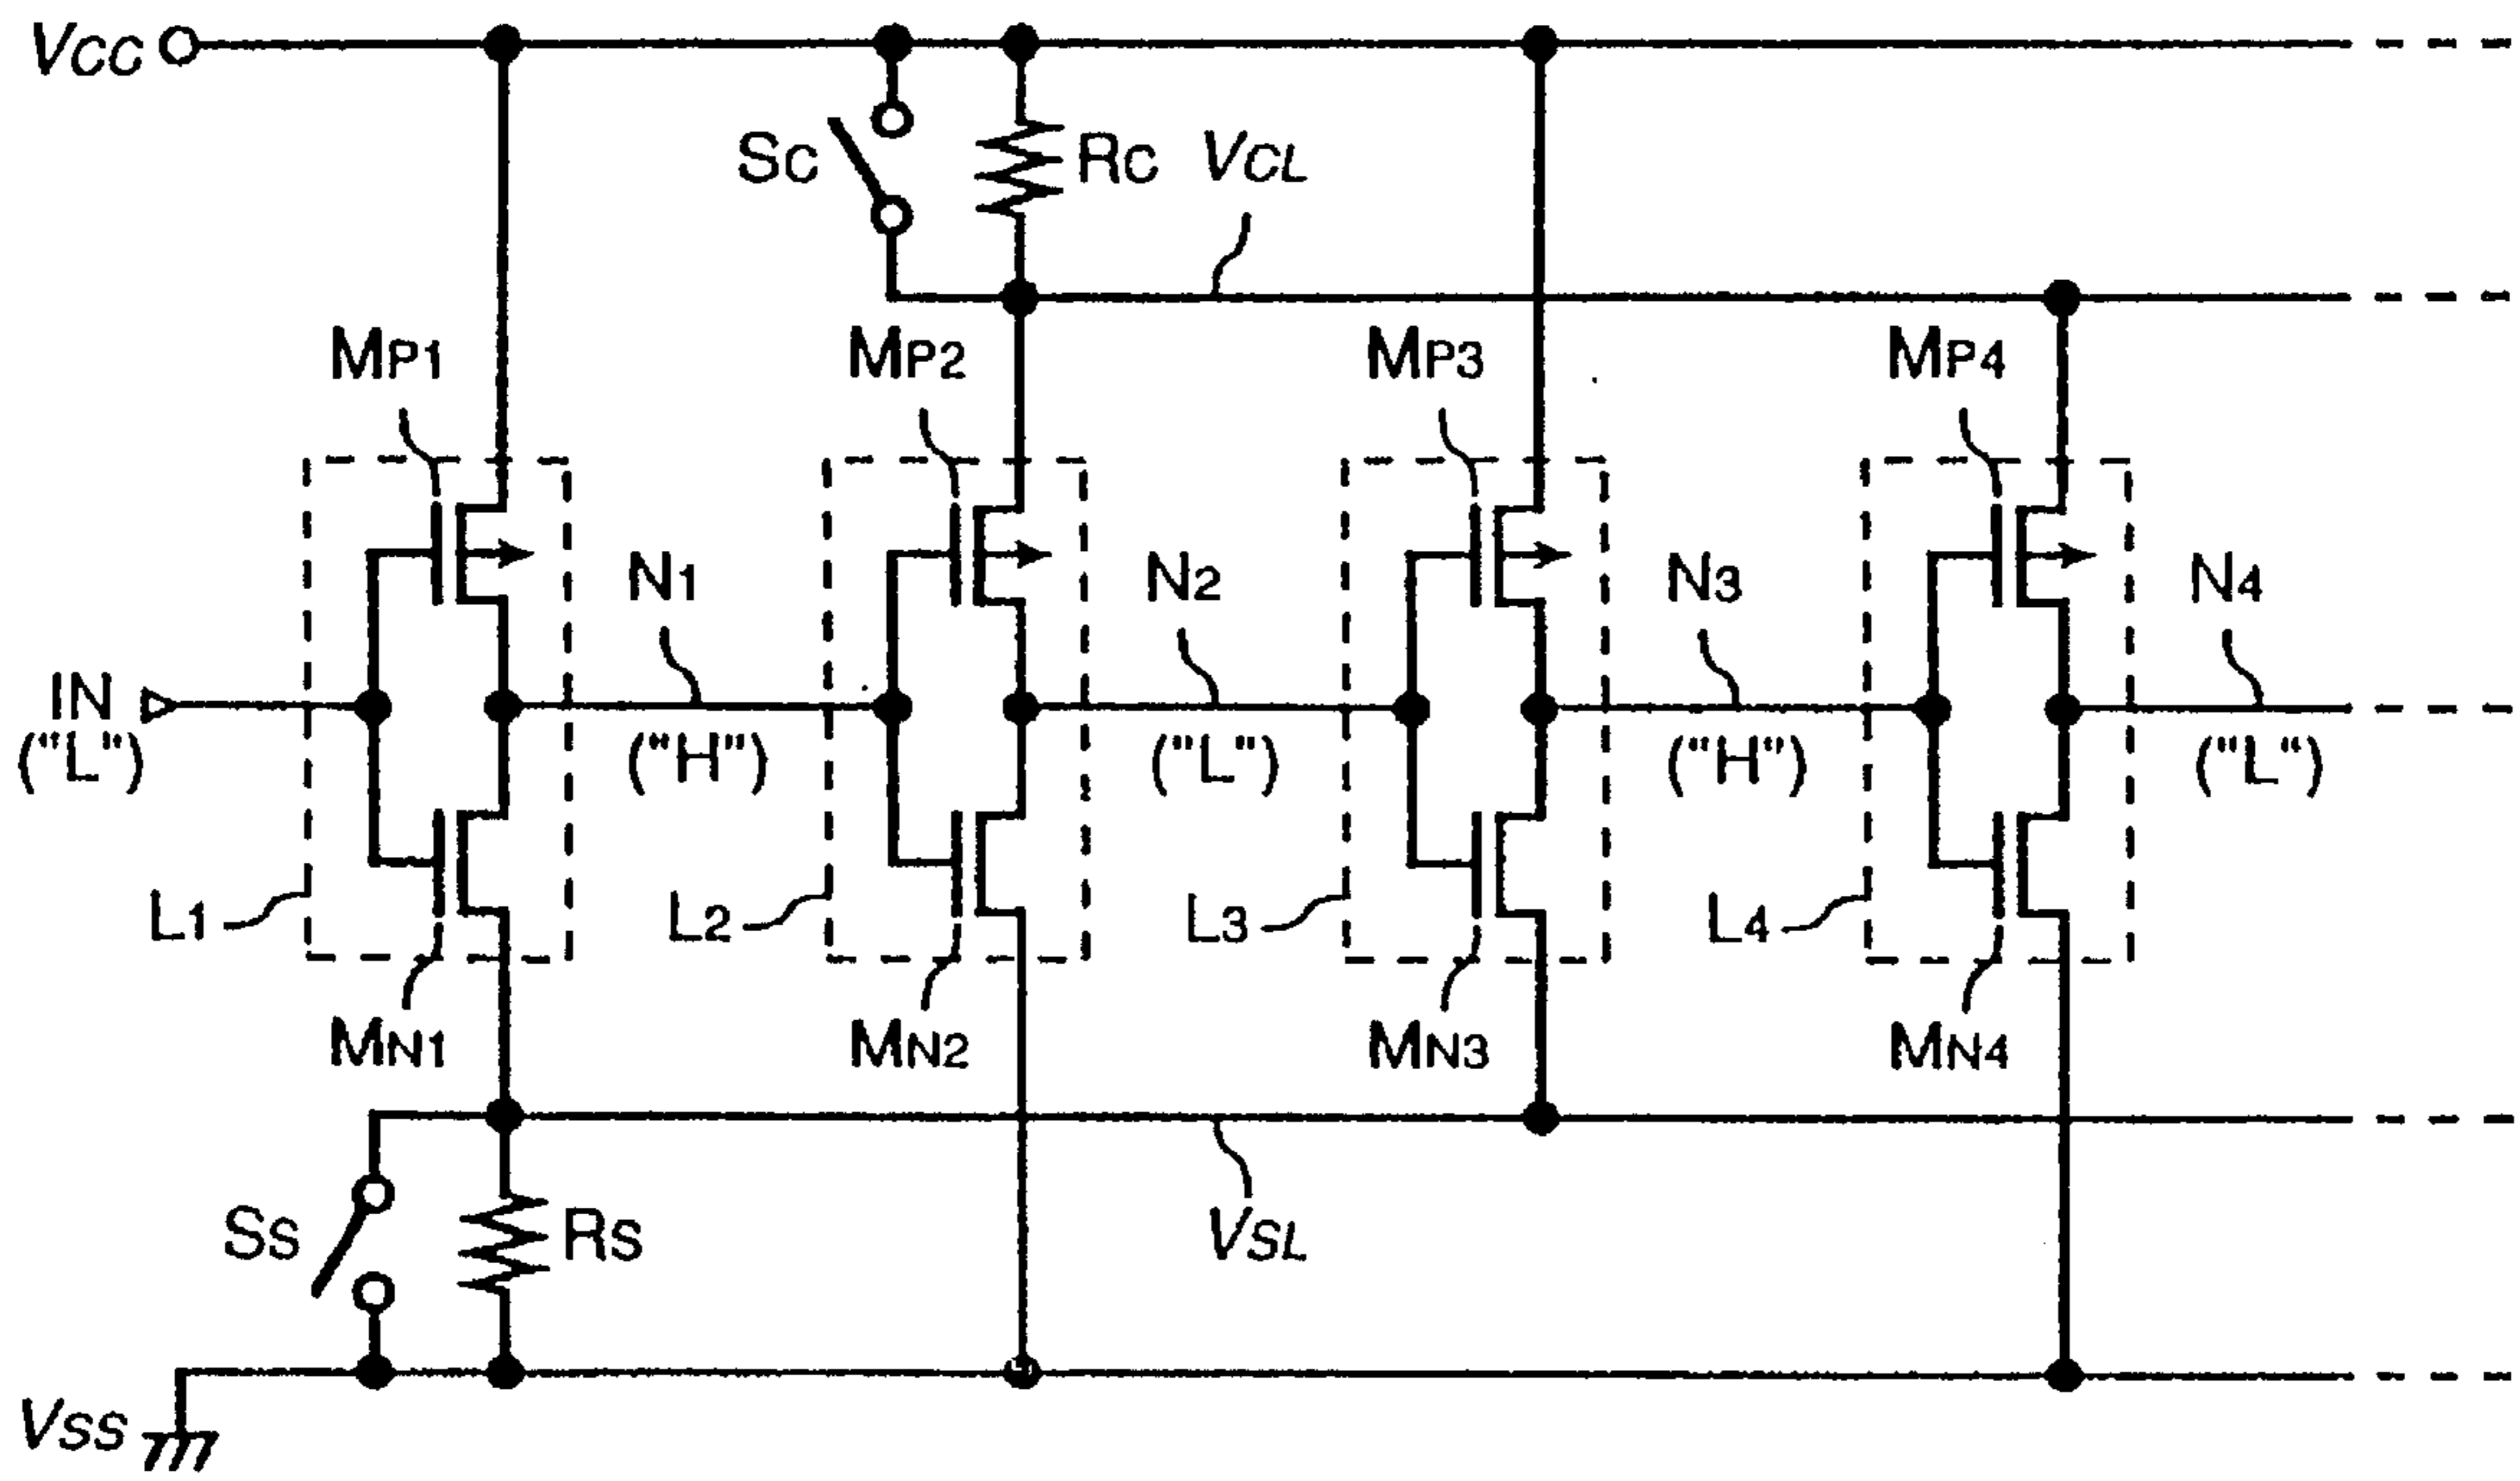 VCC
SC
RC
VCL
MP1
MP2
MP3
MP4
N1
N2
N3
N4
IN
("L")
("H")
("L")
("H")
("L")
L1
L2
L3
L4
MN1
MN2
MN3
MN4
SS
RS
VSL
VSS